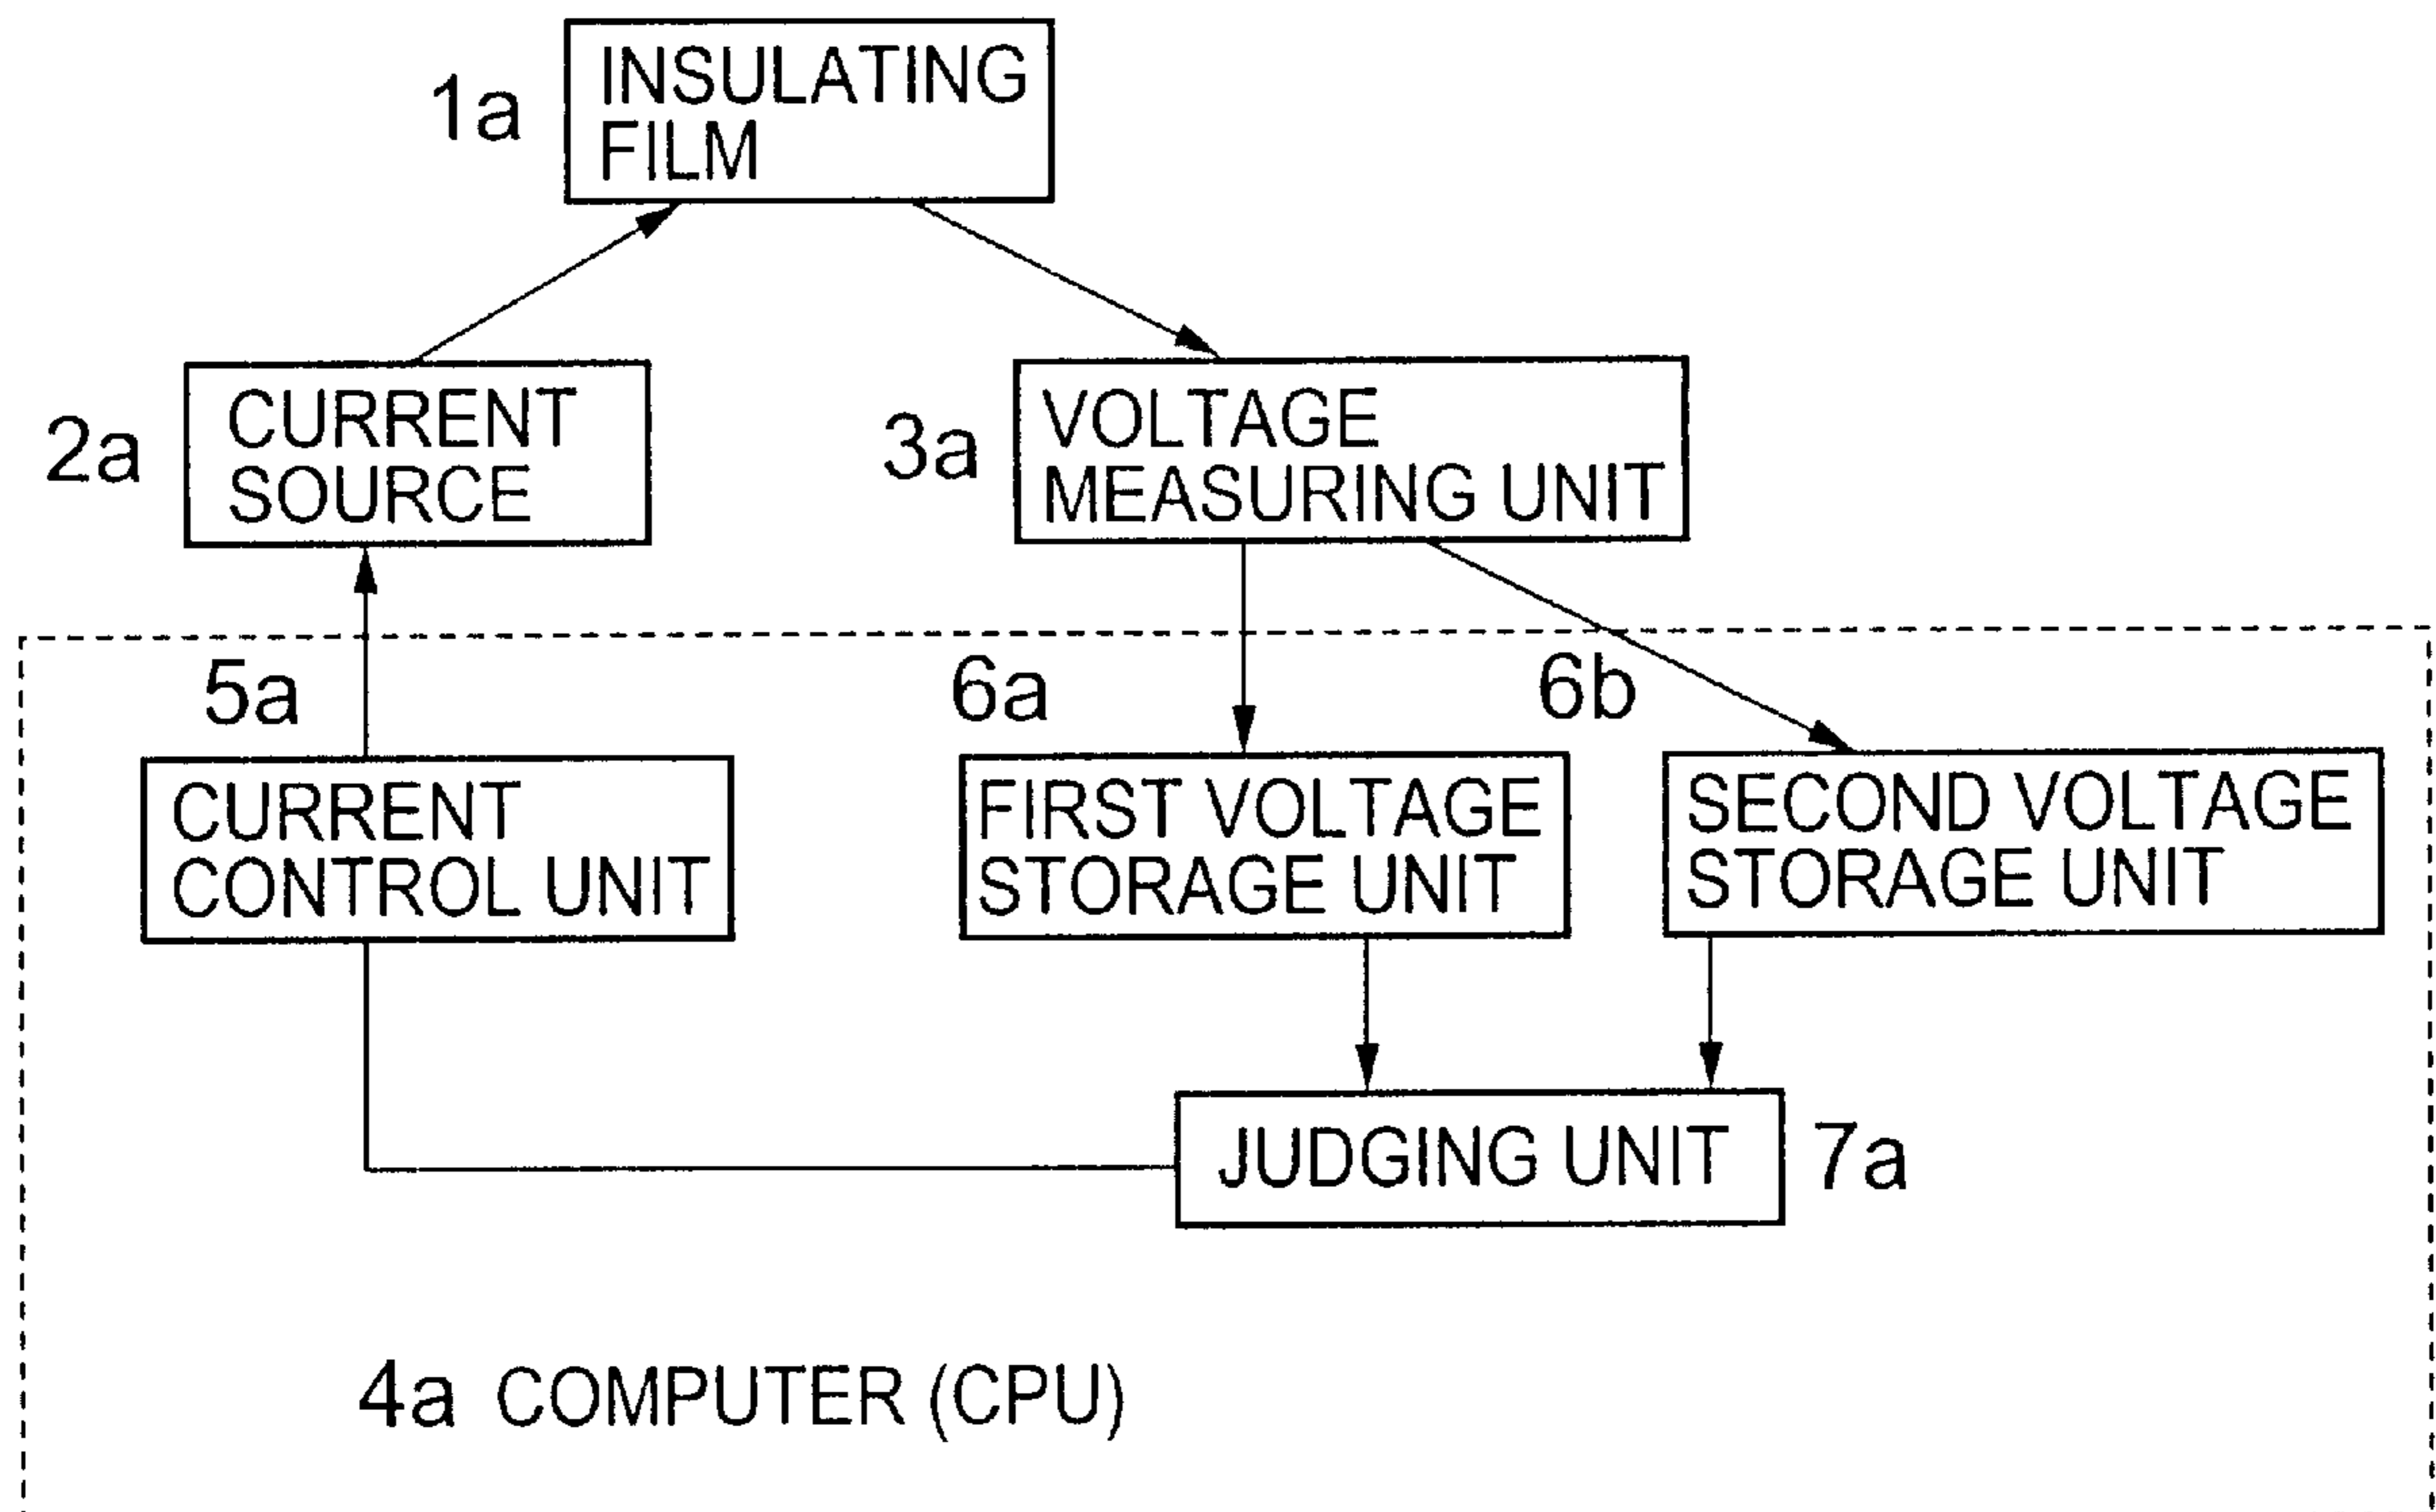 1a
INSULATING
FILM
2a
CURRENT
SOURCE
3a
VOLTAGE
MEASURING UNIT
5a
6a
6b
CURRENT
CONTROL UNIT
FIRST VOLTAGE
STORAGE UNIT
SECOND VOLTAGE
STORAGE UNIT
JUDGING UNIT
7a
4a COMPUTER (CPU)